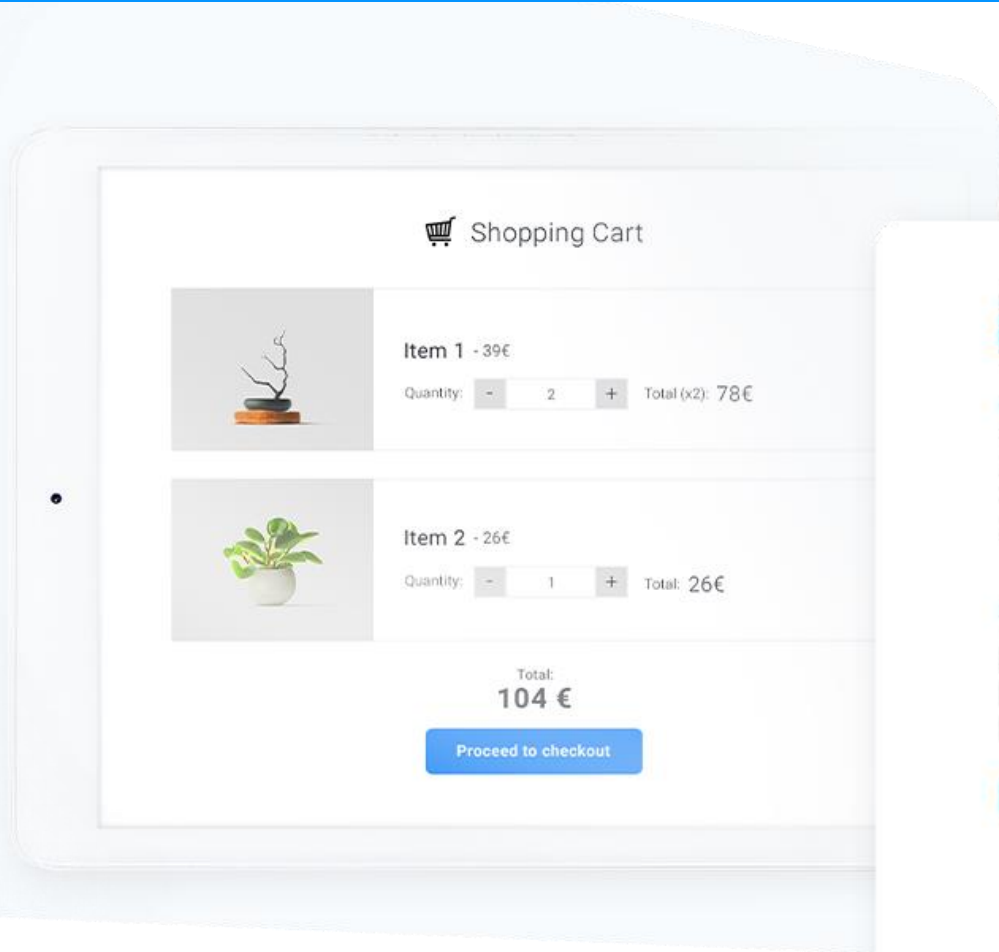 Shopping Cart
Item 1 - 39€
Quantity: - 2 + Total (x2): 78€
Item 2 - 26€
Quantity: - 1 + Total: 26€
Total:
104 €
Proceed to checkout